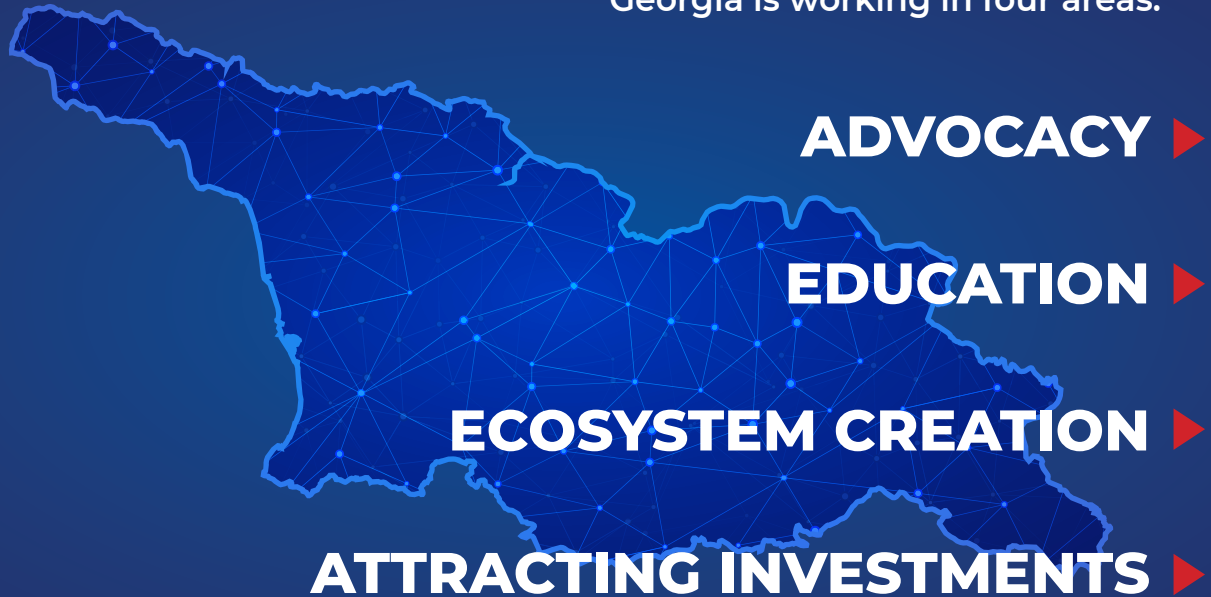 Georgia is working in four areas:
ADVOCACY
EDUCATION
ECOSYSTEM CREATION
ATTRACTING INVESTMENTS